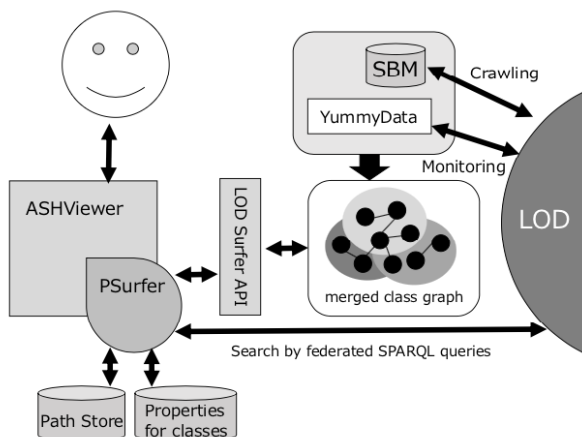 SBM
Crawling
YummyData
Monitoring
LOD
ASHViewer
LOD Surfer API
PSurfer
merged class graph
Search by federated SPARQL queries
Path Store
Properties
for classes